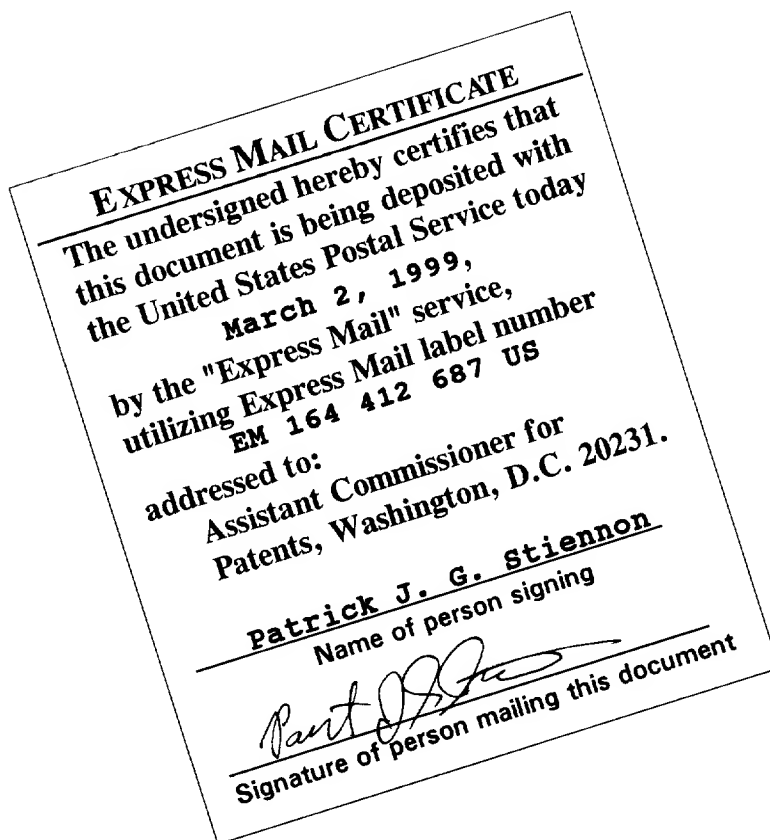 EXPRESS MAIL CERTIFICATE
The undersigned hereby certifies that
this document is being deposited with
the United States Postal Service today
March 2, 1999,
by the "Express Mail" service,
utilizing Express Mail label number
EM 164 412 687 US
addressed to:
Assistant Commissioner for
Patents, Washington, D.C. 20231.
Patrick J. G. Stiennon
Name of person signing
Signature of person mailing this document